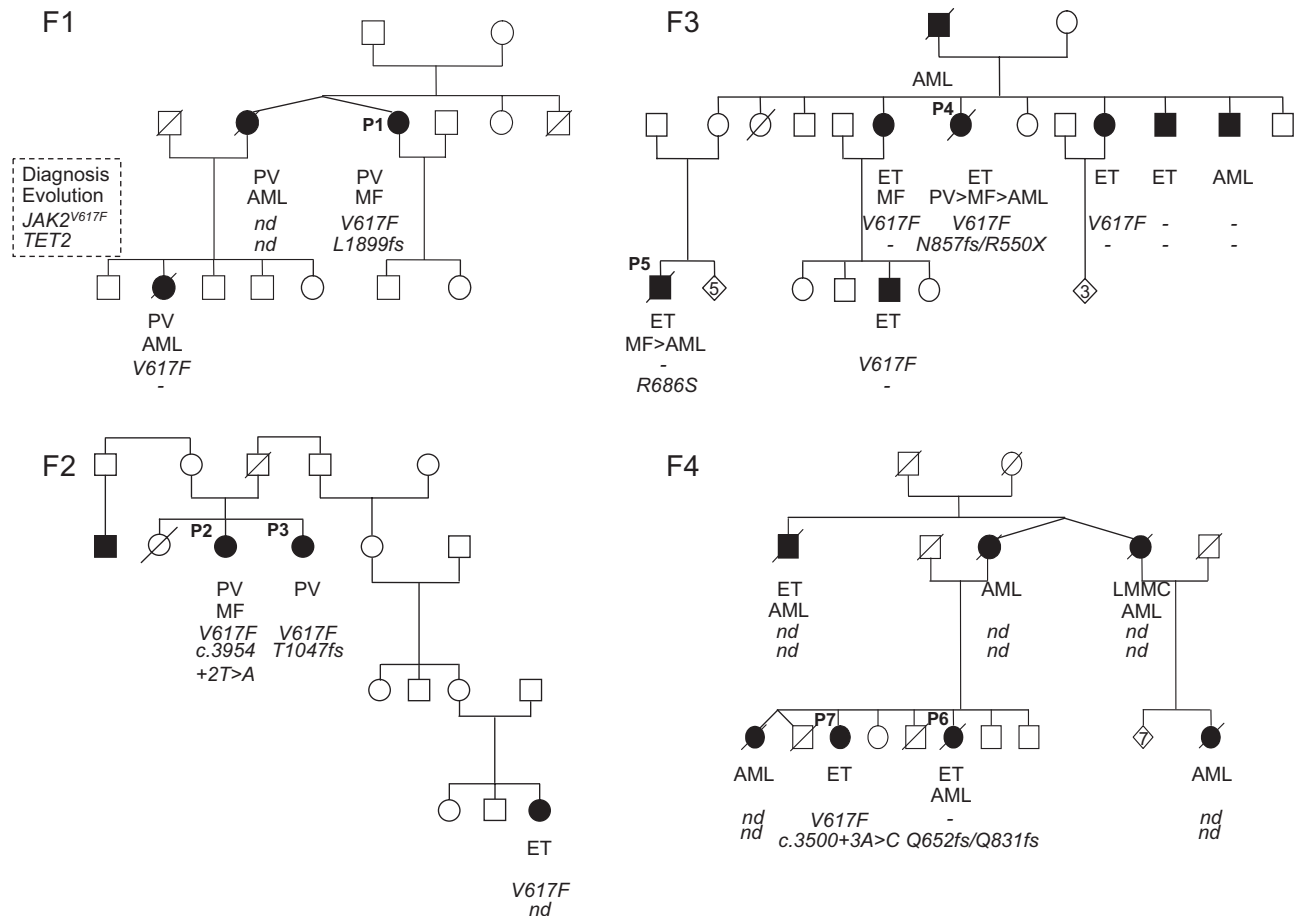 F1
P1
Diagnosis
Evolution
JAK2V617F
TET2
PV
AML
nd
nd
PV
MF
V617F
L1899fs
PV
AML
V617F
-
F3
AML
P4
ET
MF
V617F
-
ET
PV>MF>AML
V617F
N857fs/R550X
ET
V617F
-
ET
-
-
AML
-
-
P5
5
3
ET
MF>AML
-
R686S
ET
V617F
-
F2
P2
P3
PV
MF
V617F
c.3954
+2T>A
PV
V617F
T1047fs
ET
V617F
nd
F4
ET
AML
nd
nd
AML
nd
nd
LMMC
AML
nd
nd
P7
P6
7
AML
nd
nd
ET
V617F
c.3500+3A>C
ET
AML
-
Q652fs/Q831fs
AML
nd
nd